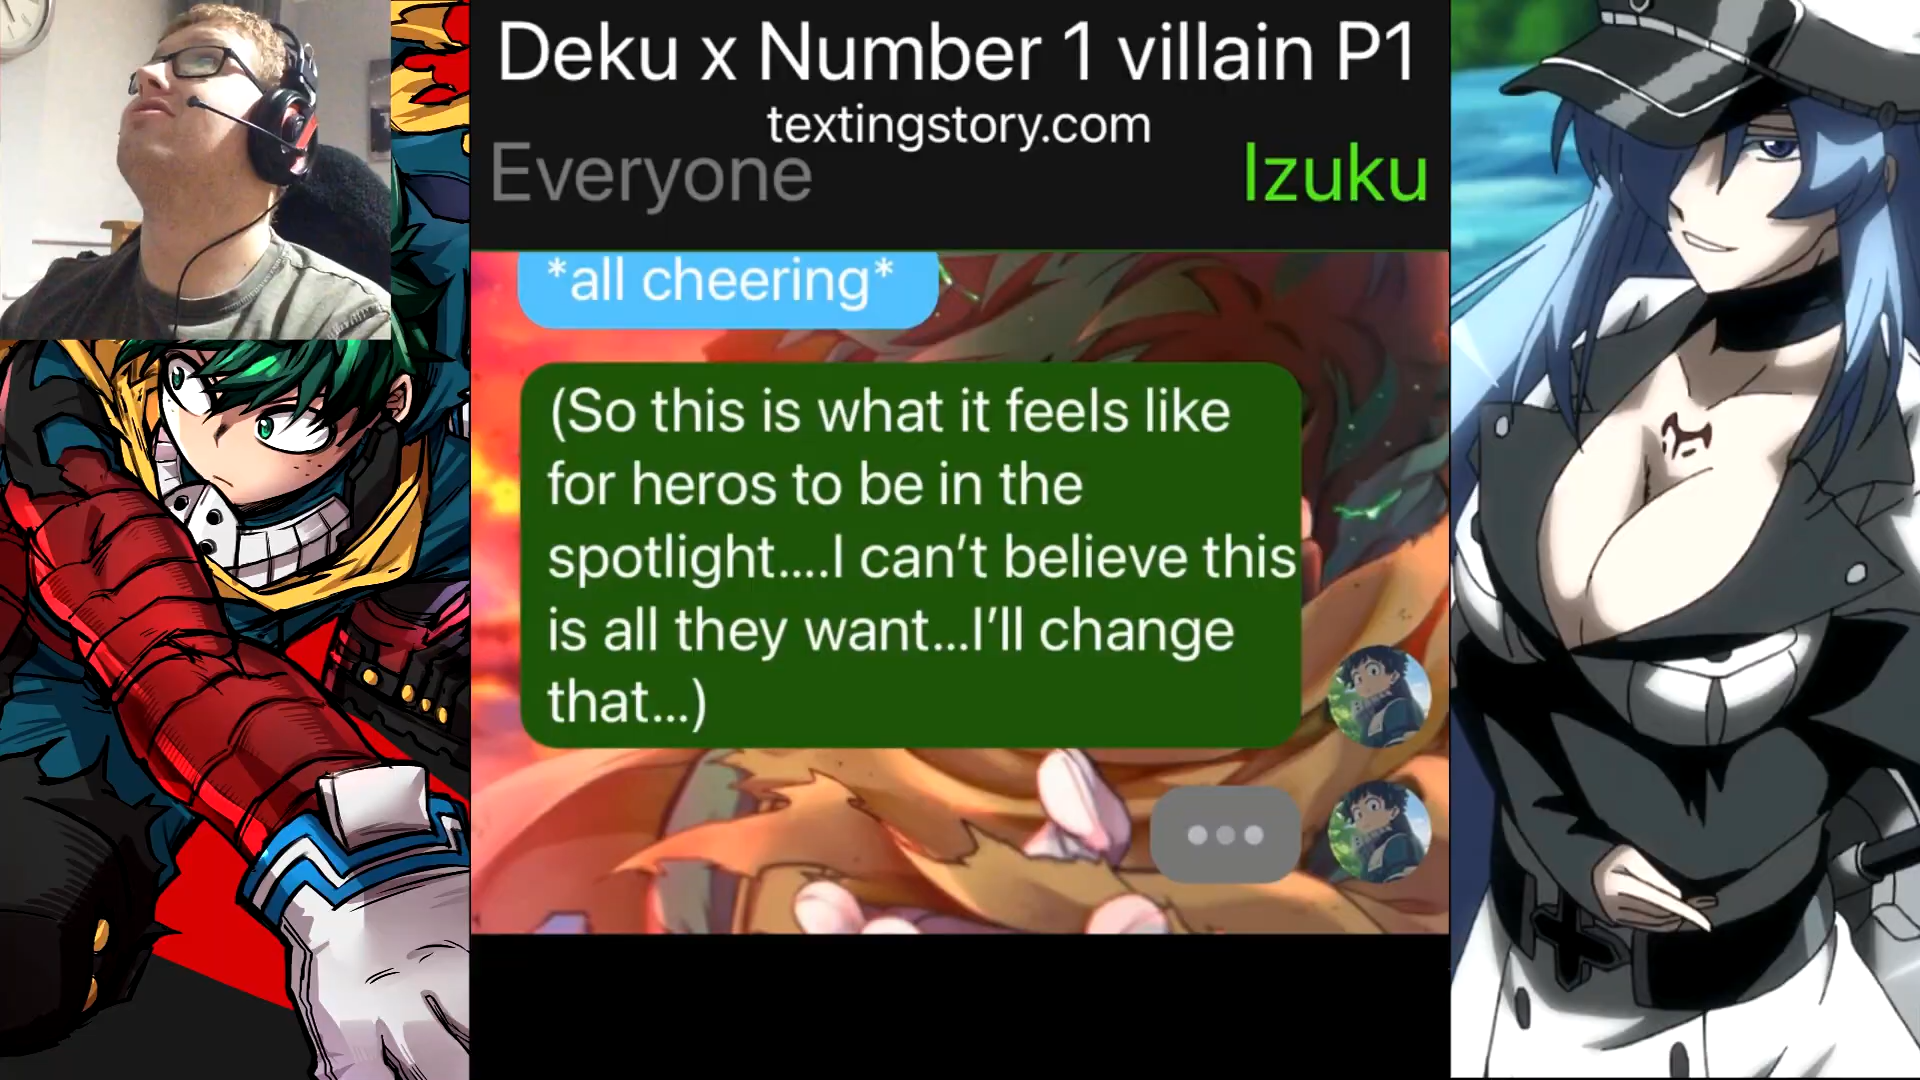 Deku x Number 1 villain P1
textingstory.com
Everyone
Izuku
*all cheering*
(So this is what it feels like
for heros to be in the
spotlight....I can't believe this
is all they want...I'll change
that...)